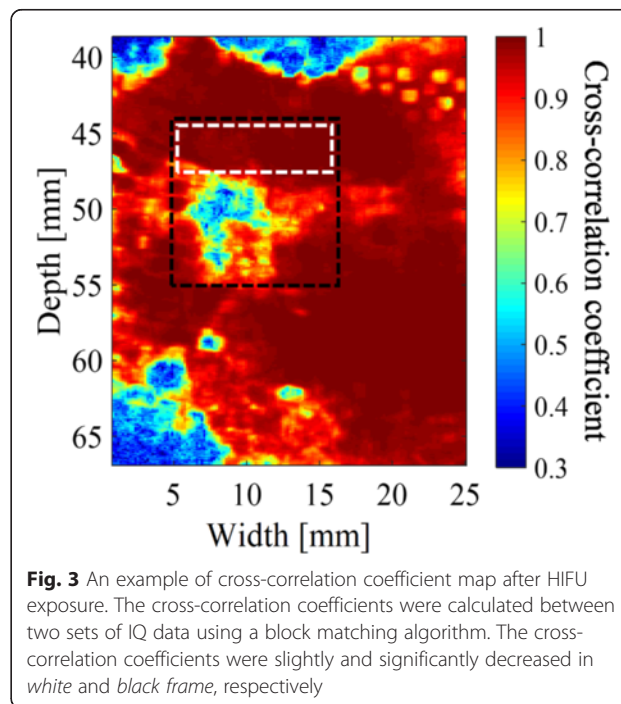 40
45
50
55
60
65
Depth [mm]
5 10 15 20 25
Width [mm]
1
0.9
0.8
0.7
0.6
0.5
0.4
0.3
Cross-correlation coefficient
Fig. 3 An example of cross-correlation coefficient map after HIFU
exposure. The cross-correlation coefficients were calculated between
two sets of IQ data using a block matching algorithm. The cross-
correlation coefficients were slightly and significantly decreased in
white and black frame, respectively